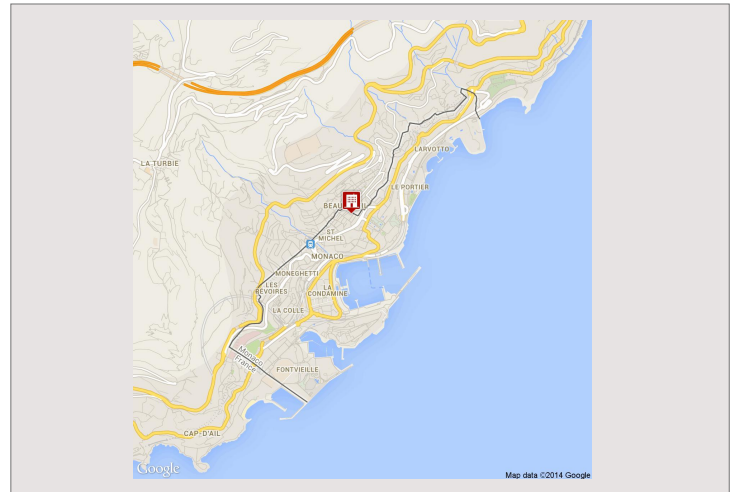 LA TURBIE
LARVOTTO
LE PORTIER
ST
MICHEL
MONACO
MONEGHETTI
LES
REVOIRES
LA
CONDAMINE
LA COLLE
Monaco
France
FONTVIEILLE
CAP-D'AIL
Google
Map data ©2014 Google